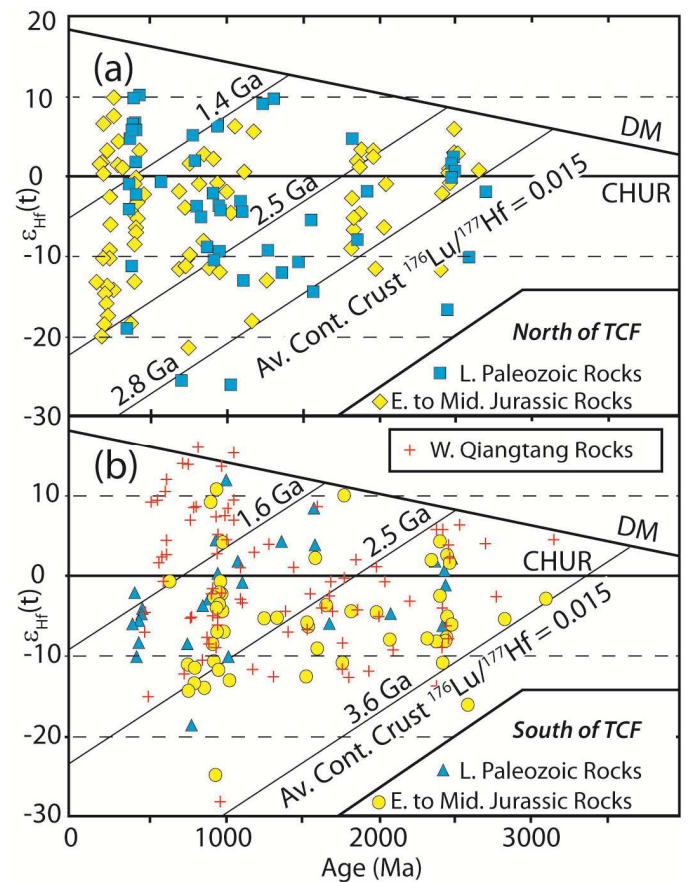 20
(a)
10
1.4 Ga
DM
εHf(t)
0
CHUR
2.5 Ga
-10
Av. Cont. Crust ¹⁷⁶Lu/¹⁷⁷Hf = 0.015
-20
North of TCF
2.8 Ga
L. Paleozoic Rocks
E. to Mid. Jurassic Rocks
-30
(b)
W. Qiangtang Rocks
10
1.6 Ga
2.5 Ga
DM
εHf(t)
0
CHUR
-10
3.6 Ga
Av. Cont. Crust ¹⁷⁶Lu/¹⁷⁷Hf = 0.015
-20
South of TCF
L. Paleozoic Rocks
E. to Mid. Jurassic Rocks
-30
0 1000 2000 3000
Age (Ma)